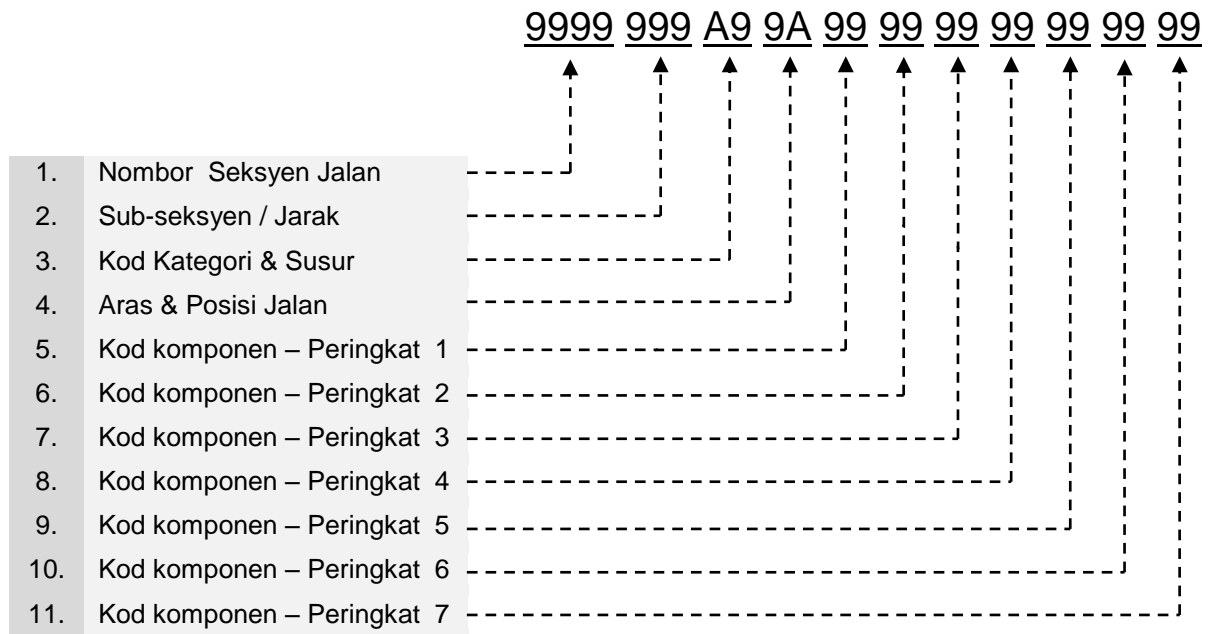 9999 999 A9 9A 99 99 99 99 99 99 99
1. Nombor Seksyen Jalan
2. Sub-seksyen / Jarak
3. Kod Kategori & Susur
4. Aras & Posisi Jalan
5. Kod komponen – Peringkat 1
6. Kod komponen – Peringkat 2
7. Kod komponen – Peringkat 3
8. Kod komponen – Peringkat 4
9. Kod komponen – Peringkat 5
10. Kod komponen – Peringkat 6
11. Kod komponen – Peringkat 7